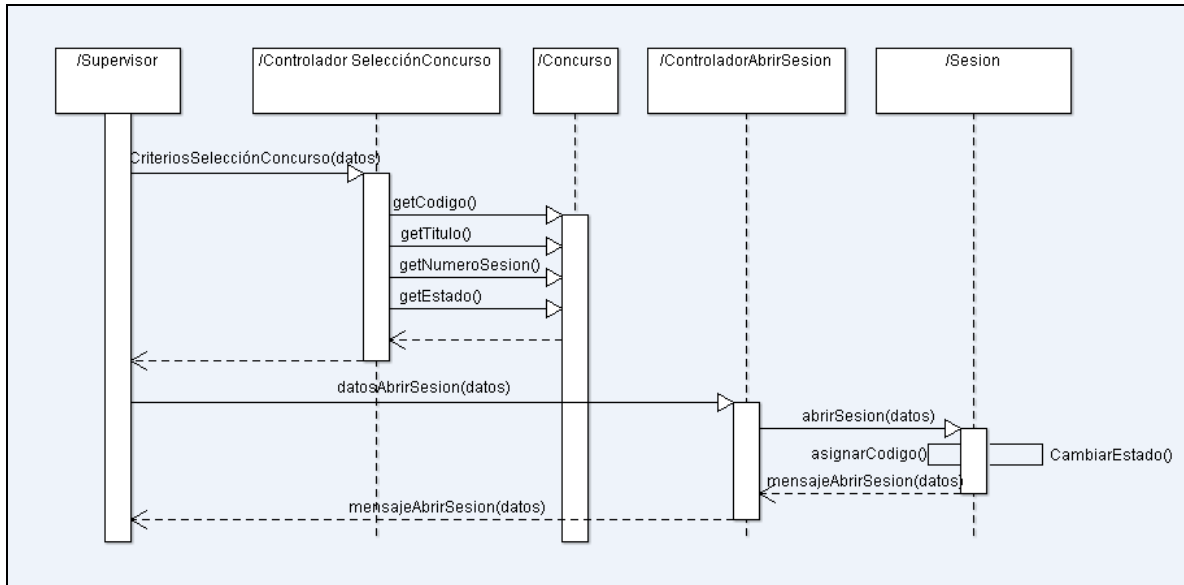 /Supervisor
/Controlador SelecciónConcurso
/Concurso
/ControladorAbrirSesion
/Sesion
CriteriosSelecciónConcurso(datos)
getCodigo()
getTitulo()
getNumeroSesion()
getEstado()
datosAbrirSesion(datos)
abrirSesion(datos)
asignarCodigo()
CambiarEstado()
mensajeAbrirSesion(datos)
mensajeAbrirSesion(datos)